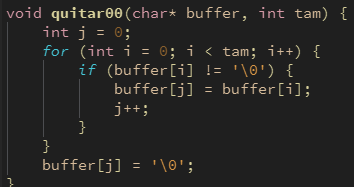 void quitar00(char* buffer, int tam) {
    int j = 0;
    for (int i = 0; i < tam; i++) {
        if (buffer[i] != '\0') {
            buffer[j] = buffer[i];
            j++;
        }
    }
    buffer[j] = '\0';
}